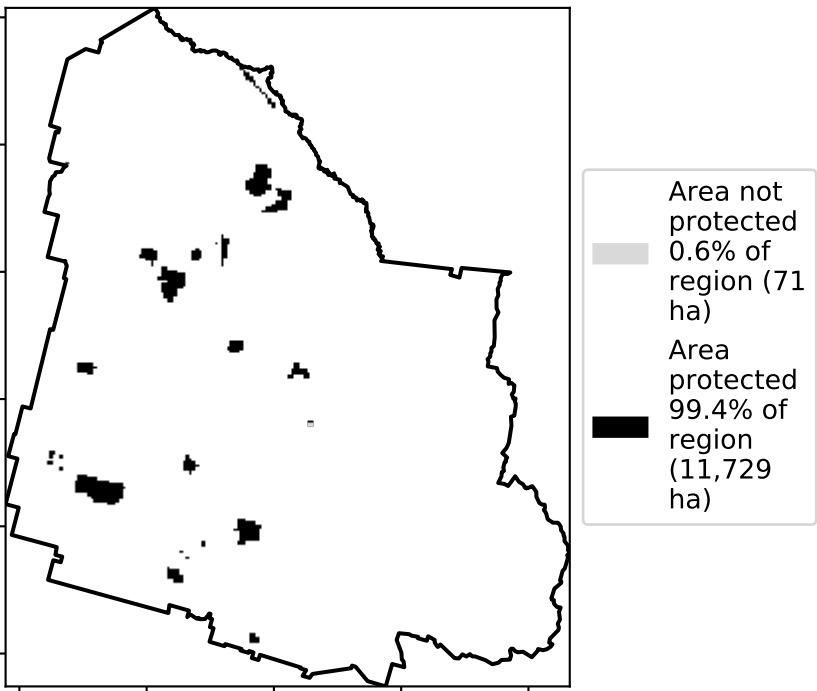 Area not
protected
0.6% of
region (71
ha)
Area
protected
99.4% of
region
(11,729
ha)